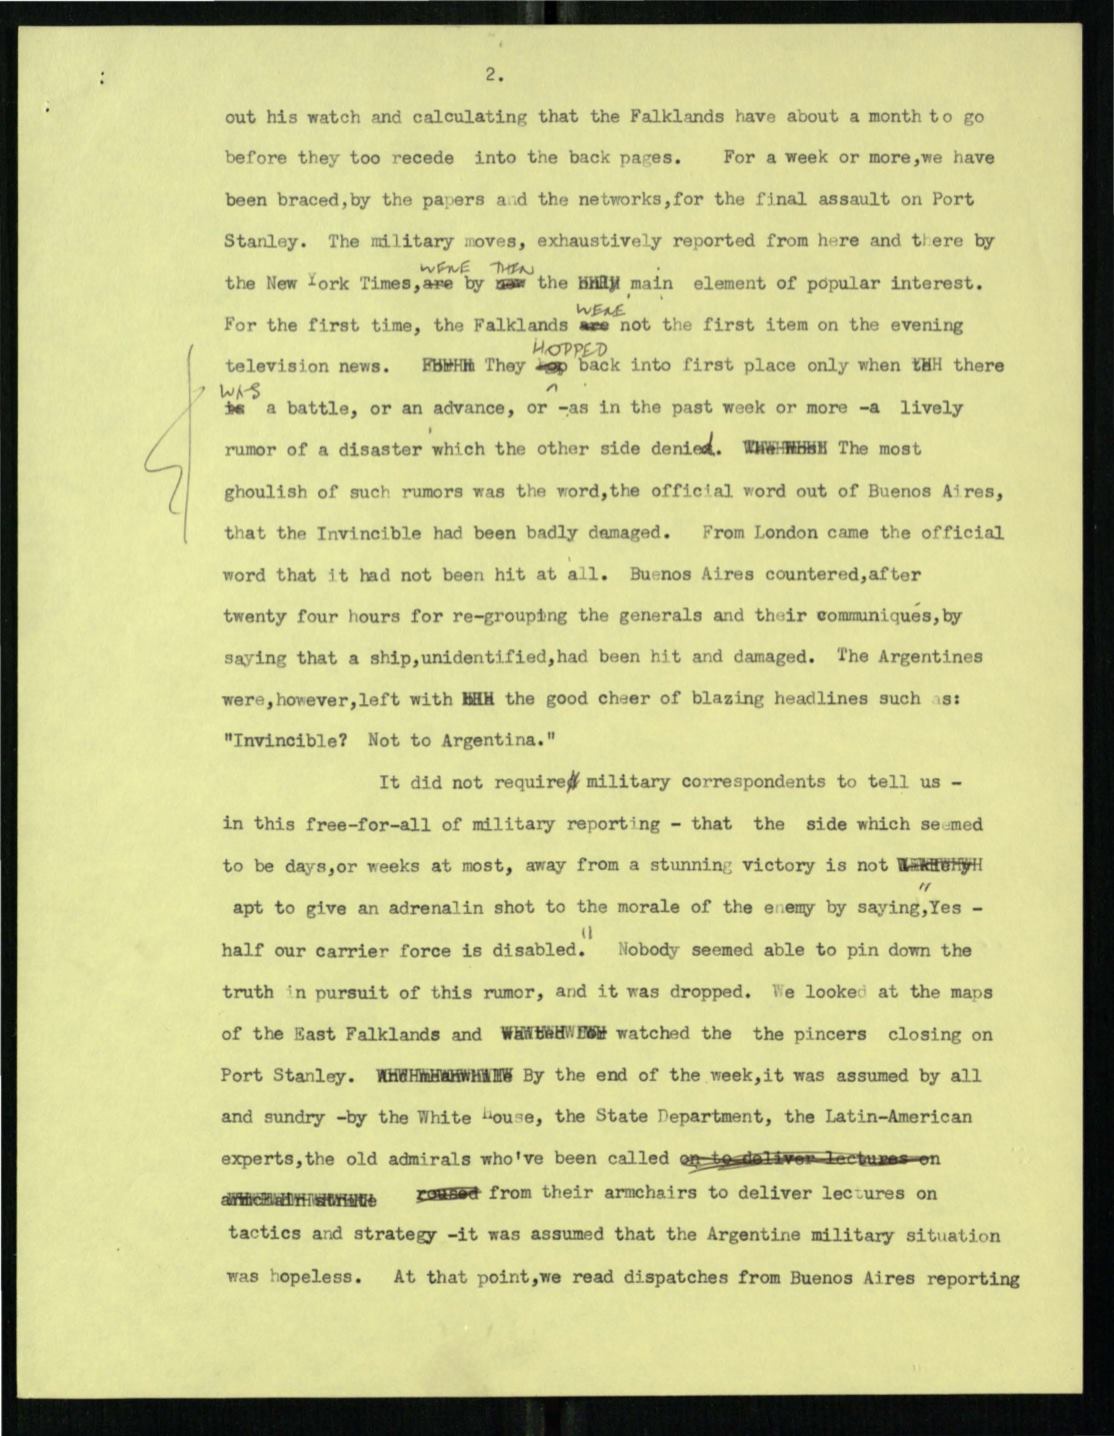 2.
out his watch and calculating that the Falklands have about a month to go
before they too recede into the back pages. For a week or more,we have
been braced,by the papers and the networks,for the final assault on Port
Stanley. The military moves, exhaustively reported from here and there by
WERE THEN
the New York Times,are by now the main element of popular interest.
WERE
For the first time, the Falklands are not the first item on the evening
HOPPED
television news. They hop back into first place only when there
WAS
is a battle, or an advance, or -as in the past week or more -a lively
rumor of a disaster which the other side denied. The most
ghoulish of such rumors was the word,the official word out of Buenos Aires,
that the Invincible had been badly damaged. From London came the official
word that it had not been hit at all. Buenos Aires countered,after
twenty four hours for re-grouping the generals and their communiqués,by
saying that a ship,unidentified,had been hit and damaged. The Argentines
were,however,left with the good cheer of blazing headlines such as:
"Invincible? Not to Argentina."
It did not require military correspondents to tell us -
in this free-for-all of military reporting - that the side which seemed
to be days,or weeks at most, away from a stunning victory is not
apt to give an adrenalin shot to the morale of the enemy by saying,"Yes -
half our carrier force is disabled." Nobody seemed able to pin down the
truth in pursuit of this rumor, and it was dropped. We looked at the maps
of the East Falklands and watched the the pincers closing on
Port Stanley. By the end of the week,it was assumed by all
and sundry -by the White House, the State Department, the Latin-American
experts,the old admirals who've been called on to deliver lectures on
roused from their armchairs to deliver lectures on
tactics and strategy -it was assumed that the Argentine military situation
was hopeless. At that point,we read dispatches from Buenos Aires reporting